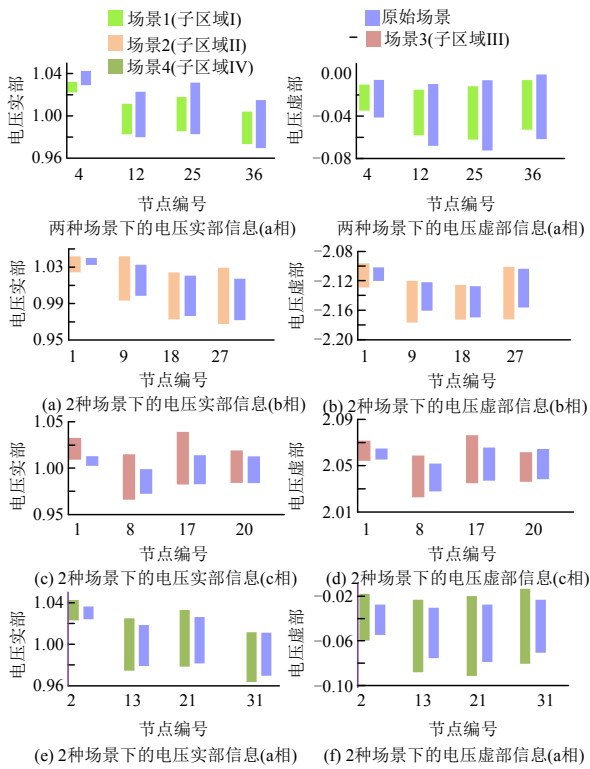 场景1(子区域I)
场景2(子区域II)
场景4(子区域IV)
原始场景
场景3(子区域III)
电压实部
1.04
1.00
0.96
4 12 25 36
节点编号
两种场景下的电压实部信息(a相)
电压虚部
0.00
−0.04
−0.08
4 12 25 36
节点编号
两种场景下的电压虚部信息(a相)
电压实部
1.03
0.99
0.95
1 9 18 27
节点编号
(a) 2种场景下的电压实部信息(b相)
电压虚部
−2.08
−2.12
−2.16
−2.20
1 9 18 27
节点编号
(b) 2种场景下的电压虚部信息(b相)
电压实部
1.05
1.00
0.95
1 8 17 20
节点编号
(c) 2种场景下的电压实部信息(c相)
电压虚部
2.09
2.05
2.01
1 8 17 20
节点编号
(d) 2种场景下的电压虚部信息(c相)
电压实部
1.04
1.00
0.96
2 13 21 31
节点编号
(e) 2种场景下的电压实部信息(a相)
电压虚部
−0.02
−0.06
−0.10
2 13 21 31
节点编号
(f) 2种场景下的电压虚部信息(a相)